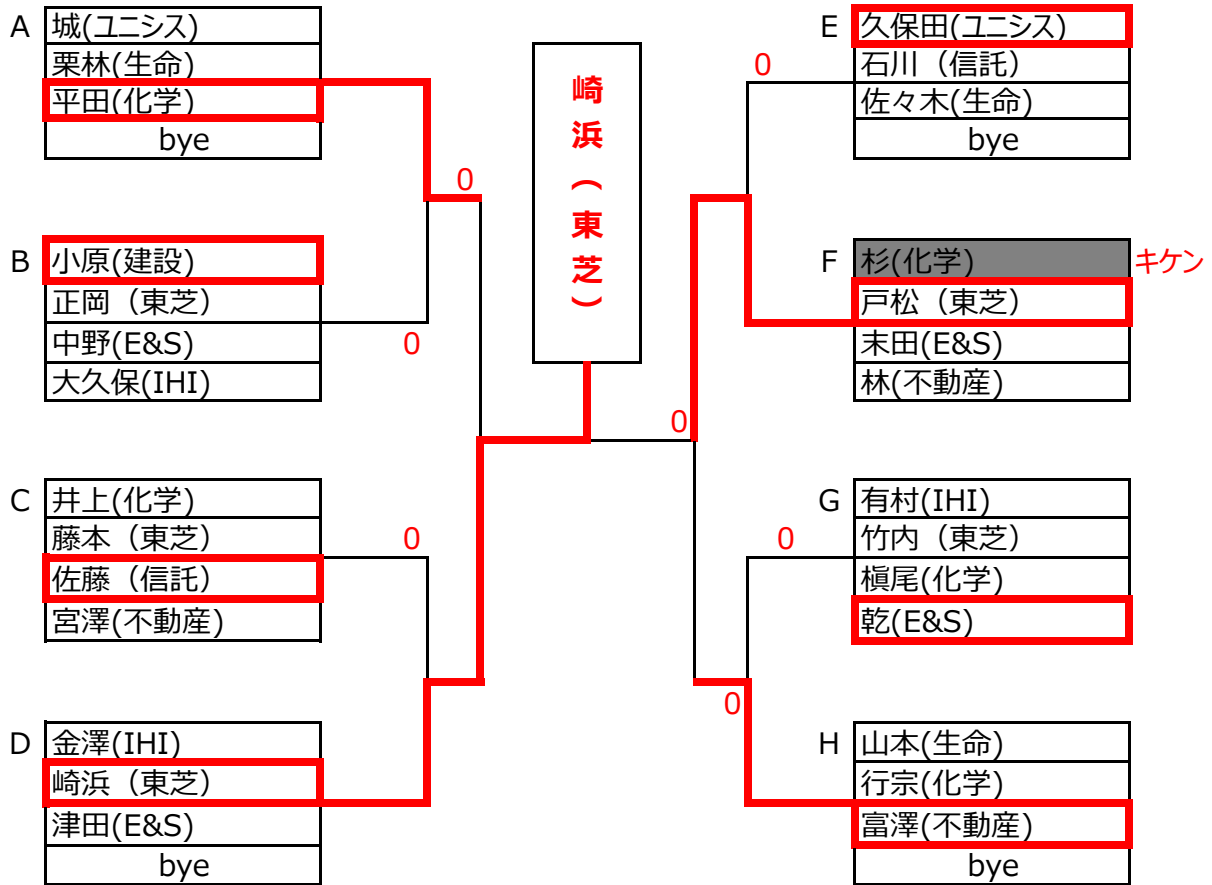 A
城(ユニシス)
栗林(生命)
平田(化学)
bye
0
B
小原(建設)
正岡（東芝）
中野(E&S)
大久保(IHI)
0
C
井上(化学)
藤本（東芝）
佐藤（信託）
宮澤(不動産)
0
D
金澤(IHI)
崎浜（東芝）
津田(E&S)
bye
崎浜（東芝）
0
E
久保田(ユニシス)
石川（信託）
佐々木(生命)
bye
0
F
杉(化学)
キケン
戸松（東芝）
末田(E&S)
林(不動産)
G
有村(IHI)
竹内（東芝）
槇尾(化学)
乾(E&S)
0
0
H
山本(生命)
行宗(化学)
富澤(不動産)
bye